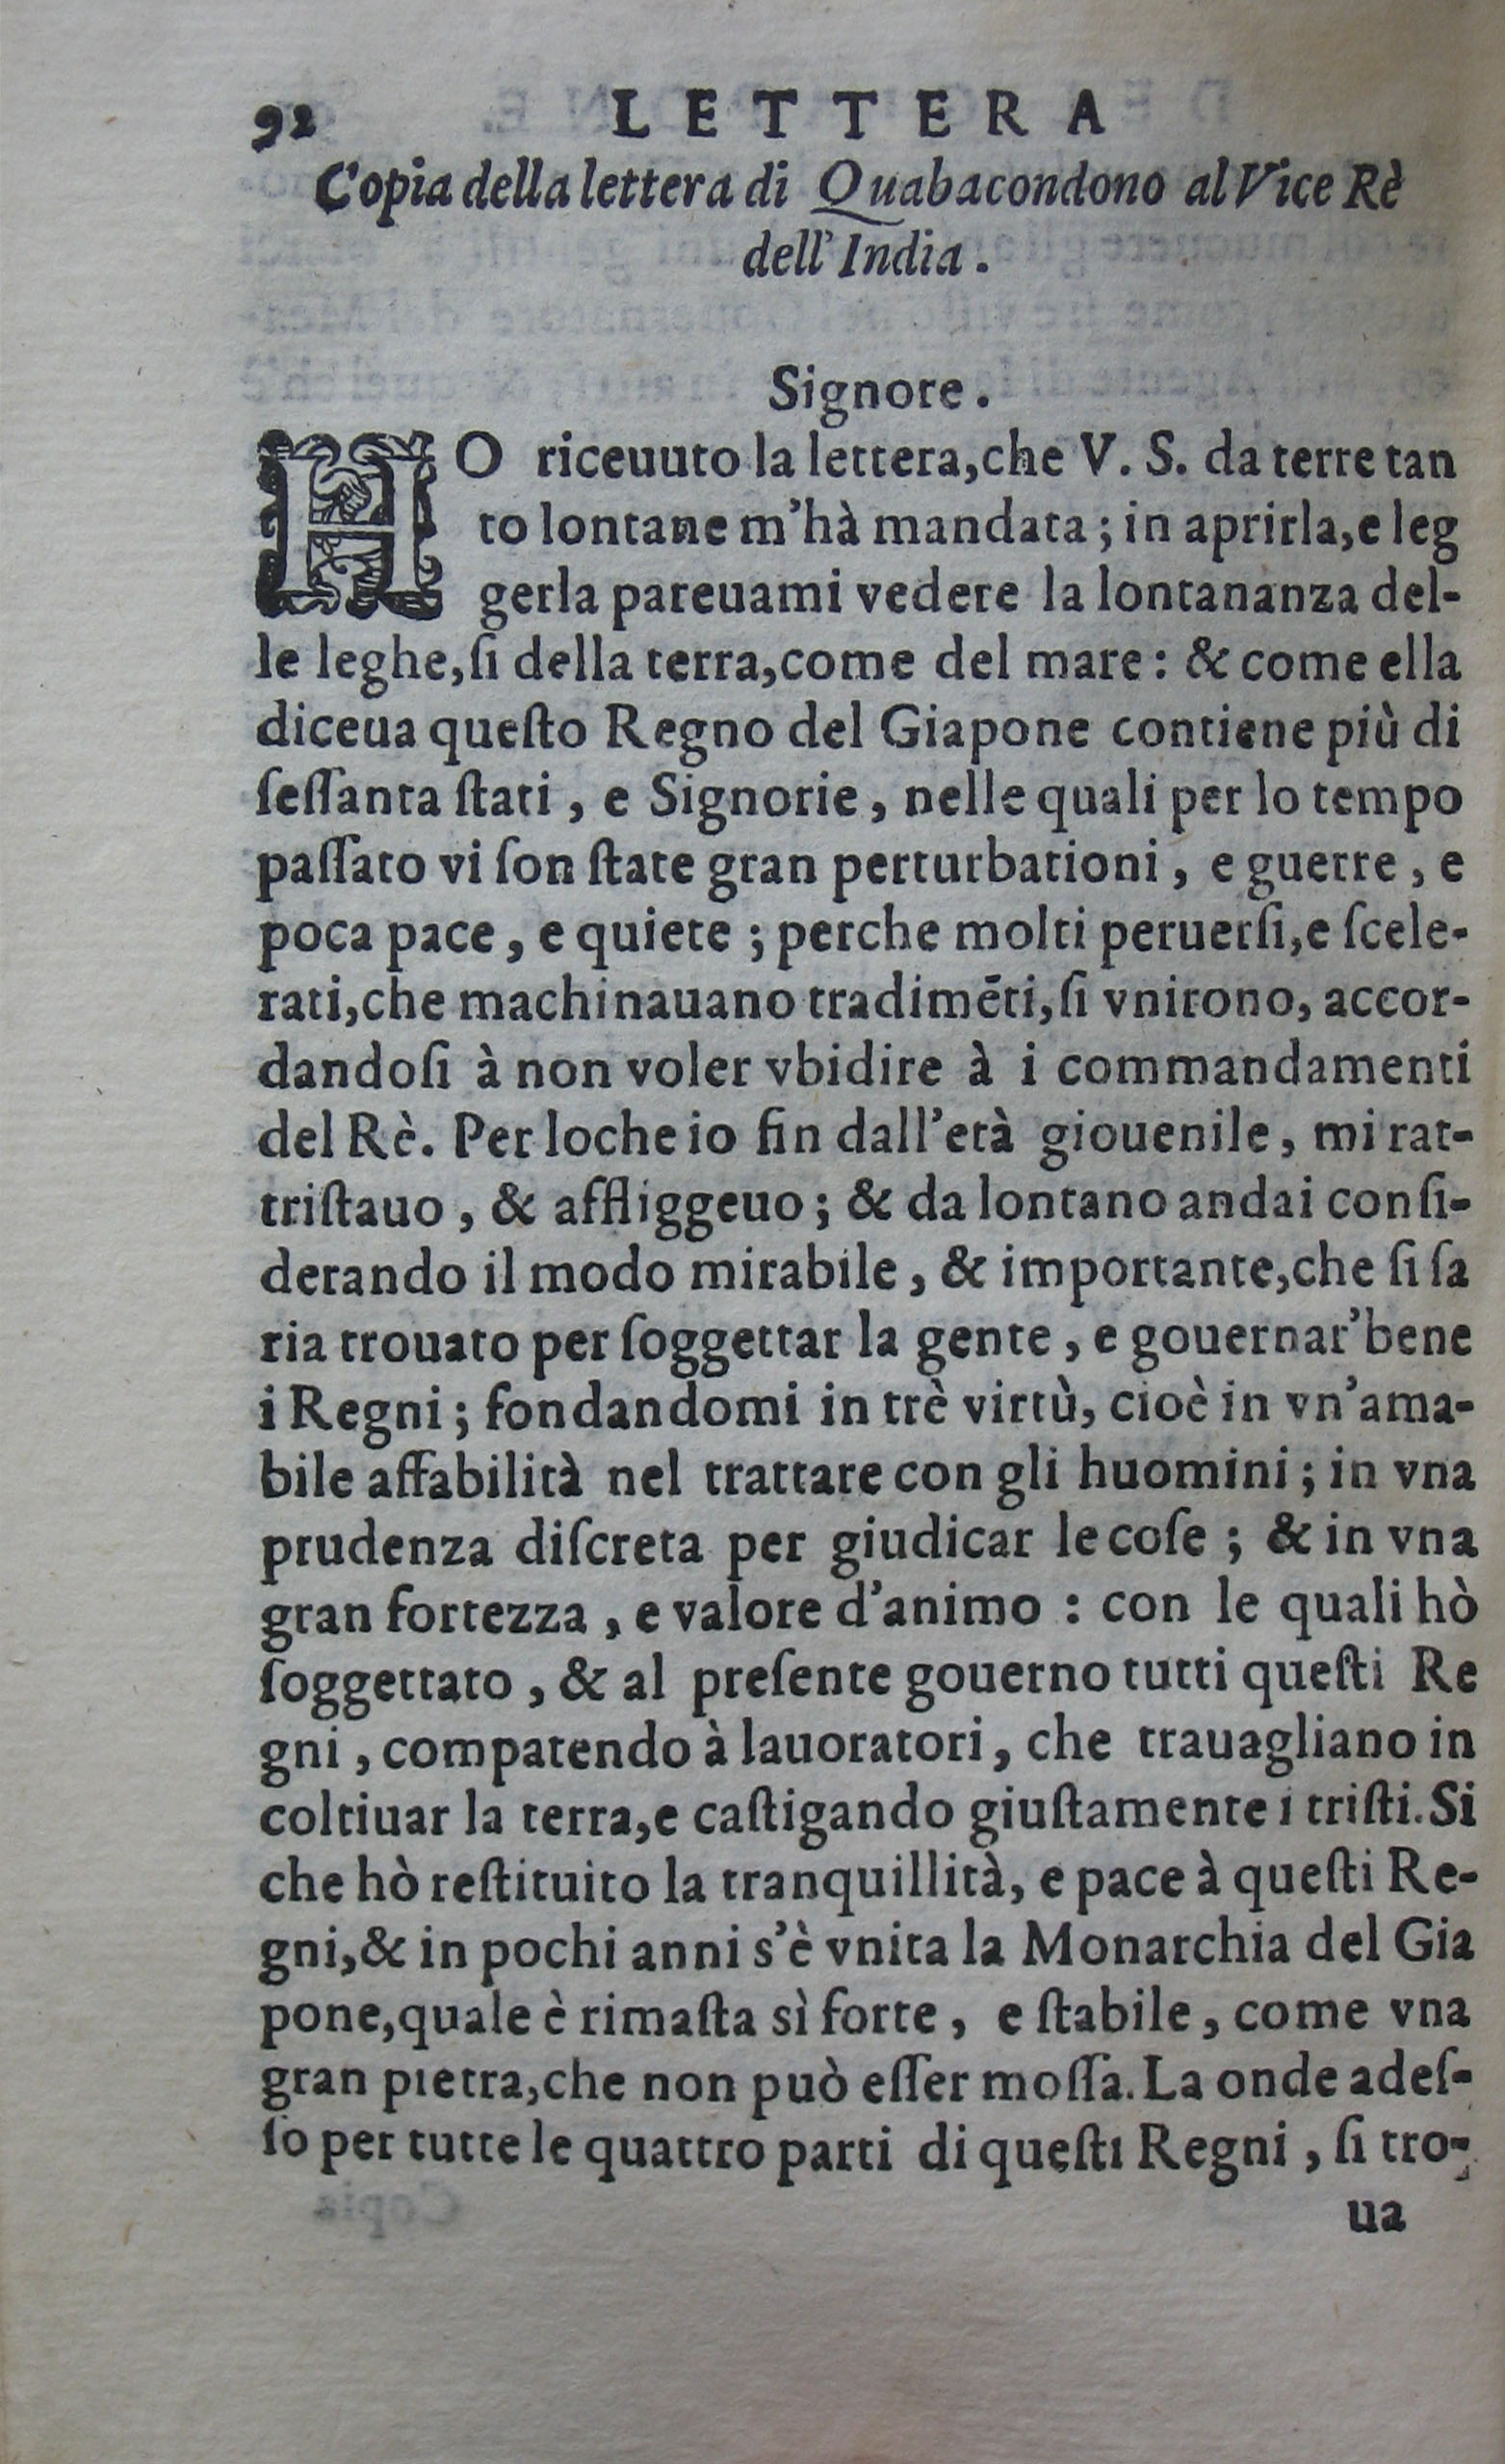 92 LETTERA
Copia della lettera di Quabacondono al Vice Rè
dell'India.
Signore.
HO riceuuto la lettera,che V. S. da terre tan
to lontane m'hà mandata; in aprirla,e leg
gerla pareuami vedere la lontananza del-
le leghe,ſi della terra,come del mare: & come ella
diceua queſto Regno del Giapone contiene più di
ſeſſanta ſtati, e Signorie, nelle quali per lo tempo
paſſato vi ſon ſtate gran perturbationi, e guerre, e
poca pace, e quiete; perche molti peruerſi,e ſcele-
rati,che machinauano tradimēti,ſi vnirono, accor-
dandoſi à non voler vbidire à i commandamenti
del Rè. Per loche io fin dall'età giouenile, mi rat-
triſtauo, & affliggeuo; & da lontano andai conſi-
derando il modo mirabile, & importante,che ſi ſa
ria trouato per ſoggettar la gente, e gouernar'bene
i Regni; fondandomi in trè virtù, cioè in vn'ama-
bile affabilità nel trattare con gli huomini; in vna
prudenza diſcreta per giudicar le coſe; & in vna
gran fortezza, e valore d'animo: con le quali hò
ſoggettato, & al preſente gouerno tutti queſti Re
gni, compatendo à lauoratori, che trauagliano in
coltiuar la terra,e caſtigando giuſtamente i triſti. Si
che hò reſtituito la tranquillità, e pace à queſti Re-
gni,& in pochi anni s'è vnita la Monarchia del Gia
pone,quale è rimaſta sì forte, e ſtabile, come vna
gran pietra,che non può eſſer moſſa. La onde adeſ-
ſo per tutte le quattro parti di queſti Regni, ſi tro-
ua